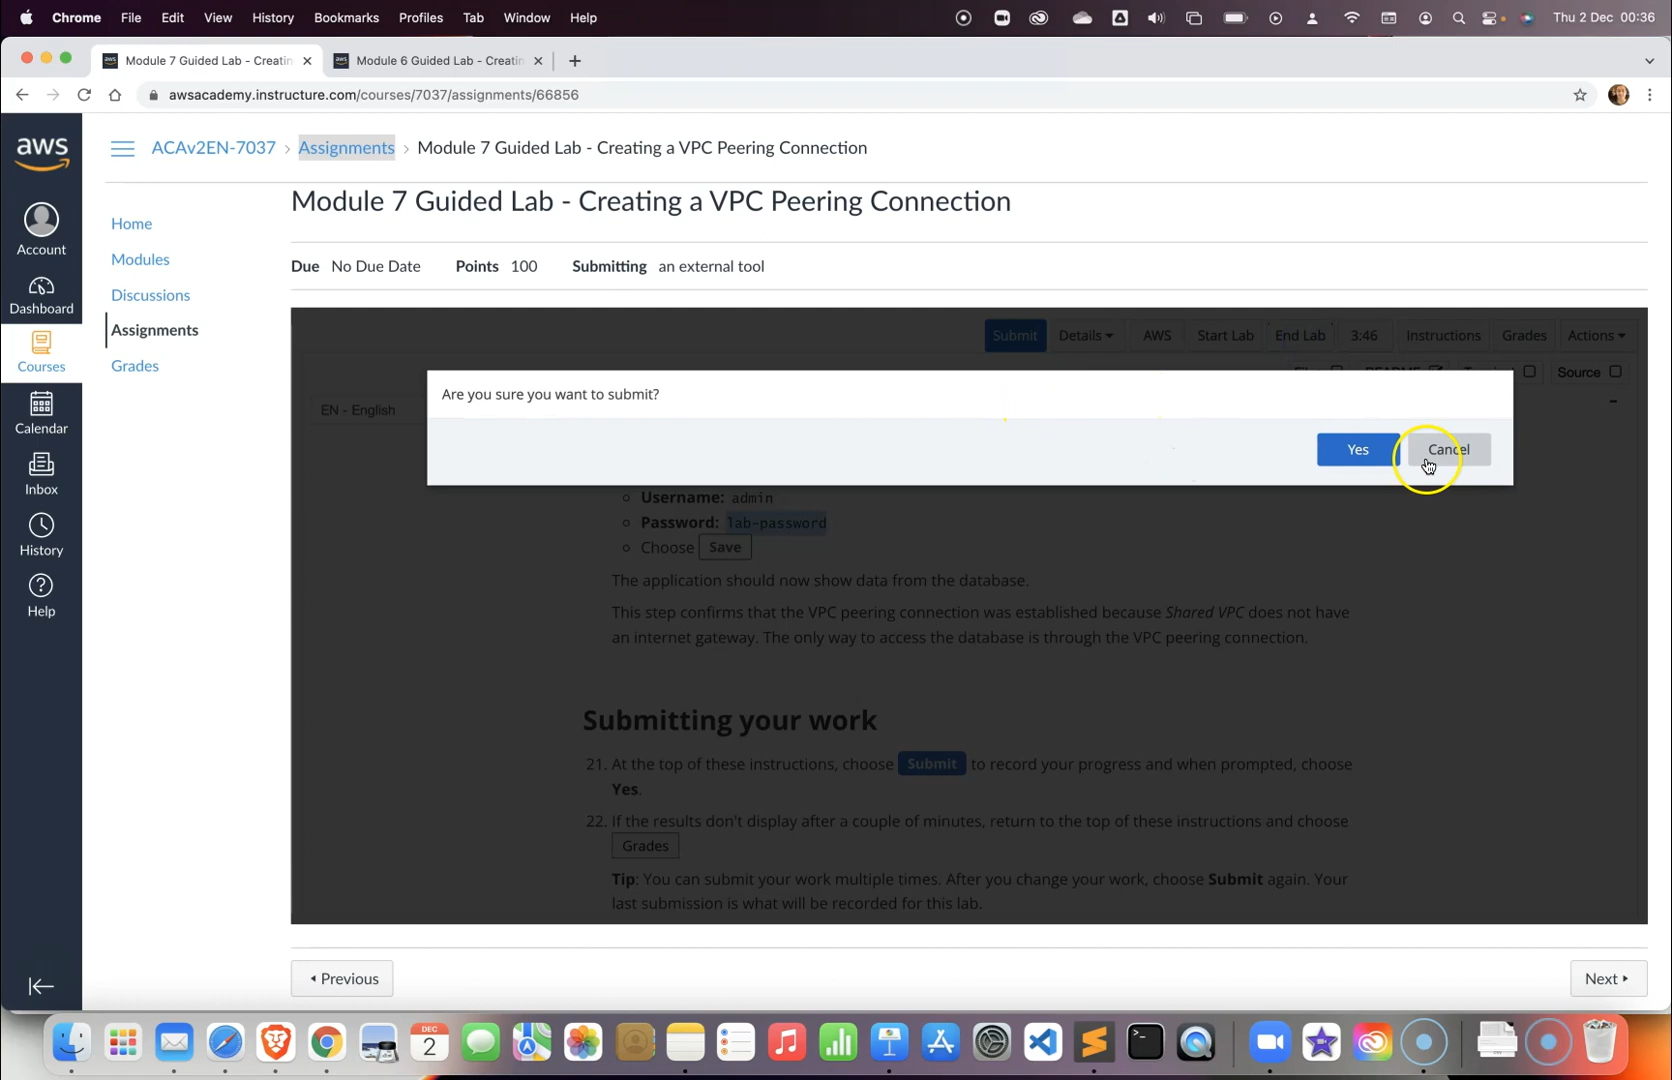 Chrome File Edit View History Bookmarks Profiles Tab Window Help Thu 2 Dec 00:36
Module 7 Guided Lab - Creatin Module 6 Guided Lab - Creatin
awsacademy.instructure.com/courses/7037/assignments/66856
aws
ACAv2EN-7037 › Assignments › Module 7 Guided Lab - Creating a VPC Peering Connection
Account
Dashboard
Courses
Calendar
Inbox
History
Help
Home
Modules
Discussions
Assignments
Grades
Module 7 Guided Lab - Creating a VPC Peering Connection
Due No Due Date Points 100 Submitting an external tool
Submit Details AWS Start Lab End Lab 3:46 Instructions Grades Actions
Source
EN - English
Are you sure you want to submit?
Yes Cancel
Username: admin
Password: lab-password
Choose Save
The application should now show data from the database.
This step confirms that the VPC peering connection was established because Shared VPC does not have
an internet gateway. The only way to access the database is through the VPC peering connection.
Submitting your work
21. At the top of these instructions, choose Submit to record your progress and when prompted, choose
Yes.
22. If the results don't display after a couple of minutes, return to the top of these instructions and choose
Grades
Tip: You can submit your work multiple times. After you change your work, choose Submit again. Your
last submission is what will be recorded for this lab.
Previous Next
DEC
2